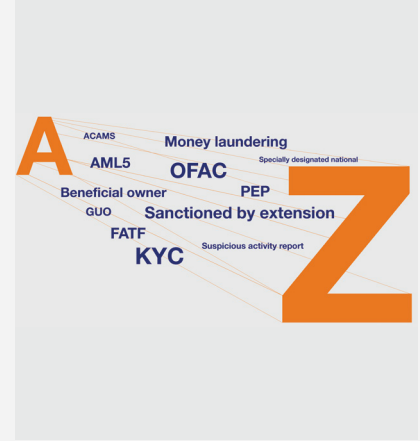 A
ACAMS
Money laundering
AML5
Specially designated national
OFAC
Beneficial owner
PEP
GUO
Sanctioned by extension
FATF
Suspicious activity report
KYC
Z